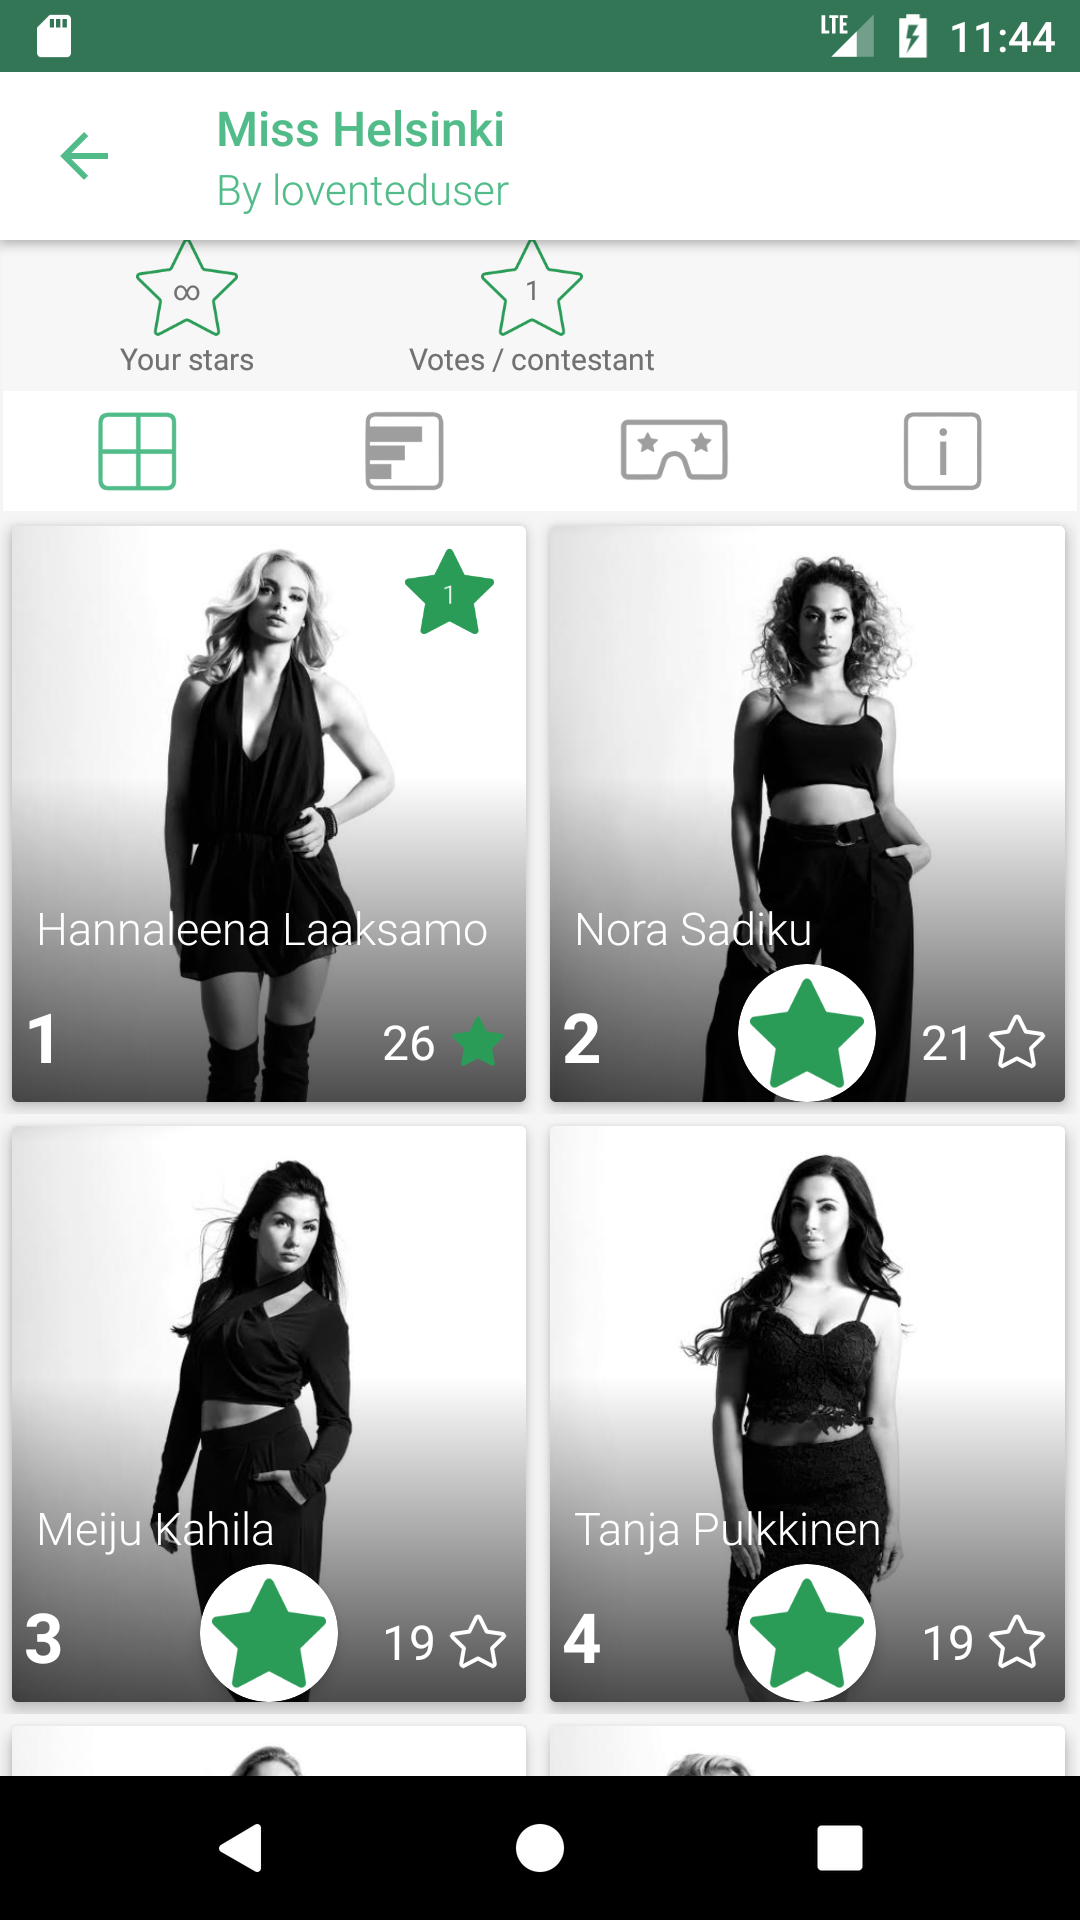 LTE 11:44
Miss Helsinki
By loventeduser
∞ 1
Your stars Votes / contestant
i
1
Hannaleena Laaksamo
1 26
Nora Sadiku
2 21
Meiju Kahila
3 19
Tanja Pulkkinen
4 19